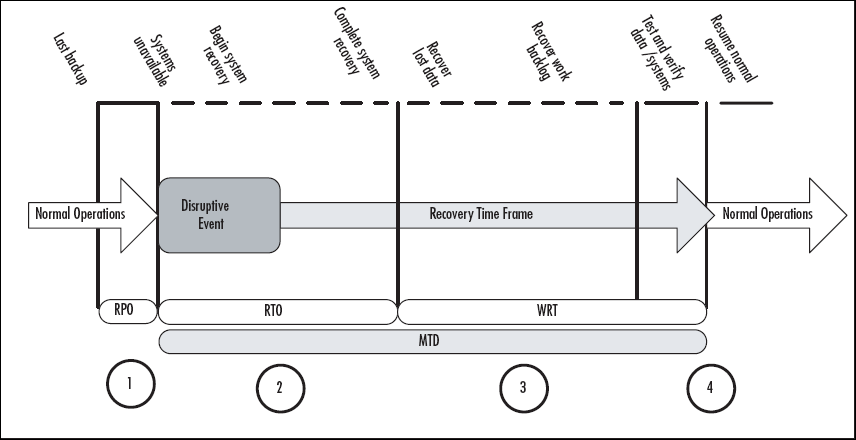 Last backup
Systems
unavailable
Begin system
recovery
Complete system
recovery
Recover
lost data
Recover work
backlog
Test and verify
data /systems
Resume normal
operations
Normal Operations
Disruptive
Event
Recovery Time Frame
Normal Operations
RPO
RTO
WRT
MTD
1
2
3
4